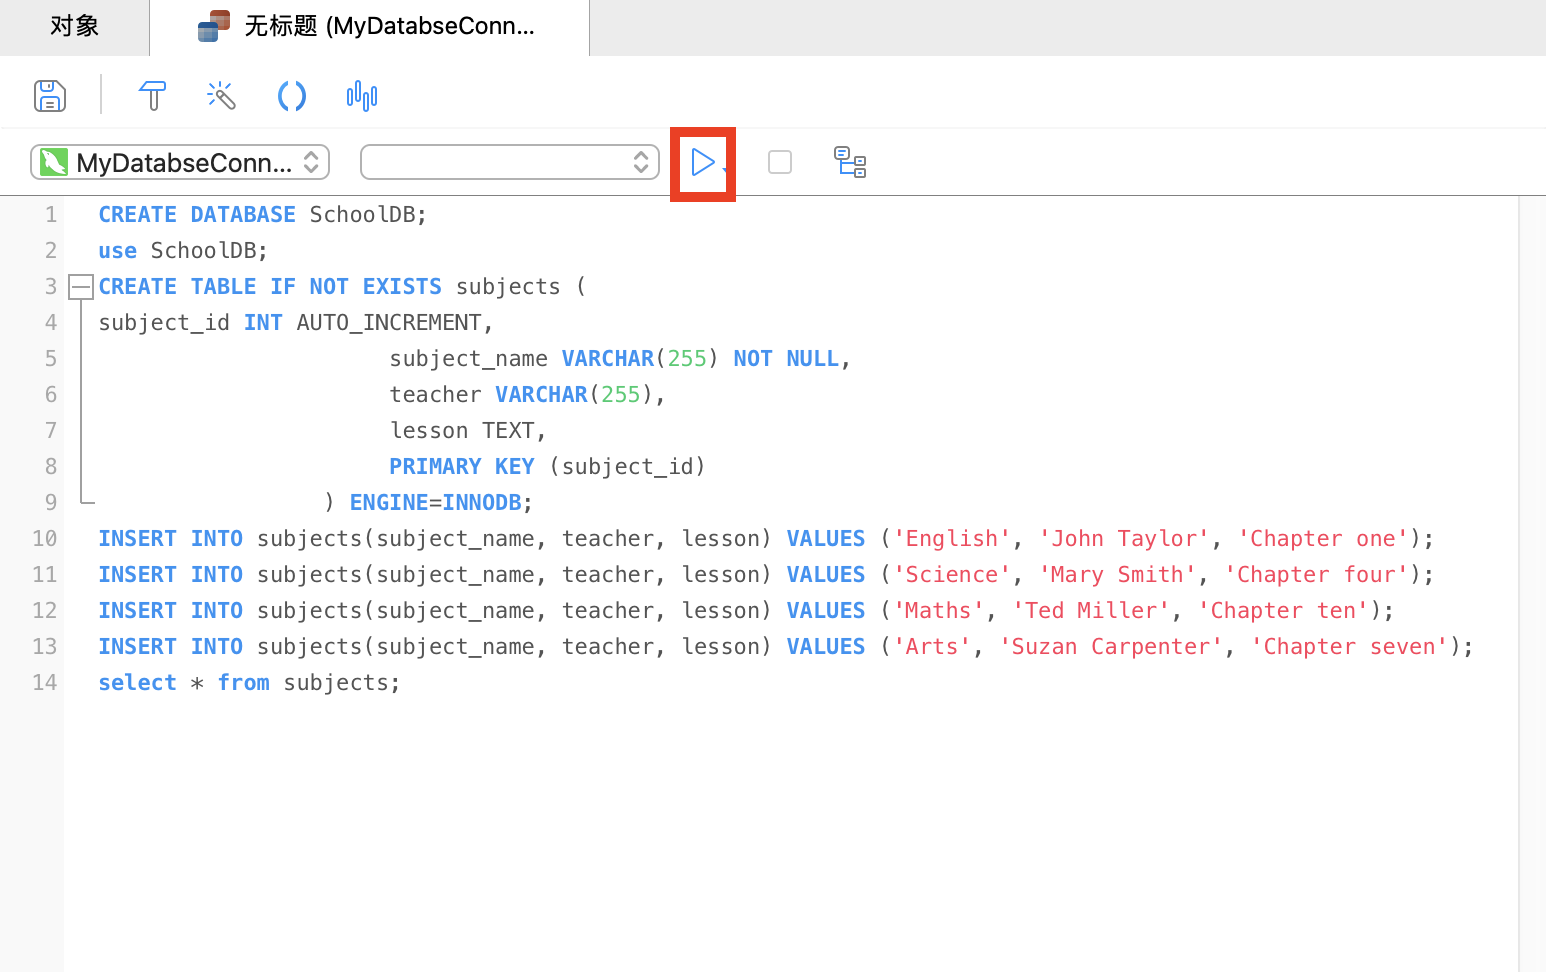 对象
无标题 (MyDatabseConn...
MyDatabseConn...
1 CREATE DATABASE SchoolDB;
2 use SchoolDB;
3 CREATE TABLE IF NOT EXISTS subjects (
4 subject_id INT AUTO_INCREMENT,
5 subject_name VARCHAR(255) NOT NULL,
6 teacher VARCHAR(255),
7 lesson TEXT,
8 PRIMARY KEY (subject_id)
9 ) ENGINE=INNODB;
10 INSERT INTO subjects(subject_name, teacher, lesson) VALUES ('English', 'John Taylor', 'Chapter one');
11 INSERT INTO subjects(subject_name, teacher, lesson) VALUES ('Science', 'Mary Smith', 'Chapter four');
12 INSERT INTO subjects(subject_name, teacher, lesson) VALUES ('Maths', 'Ted Miller', 'Chapter ten');
13 INSERT INTO subjects(subject_name, teacher, lesson) VALUES ('Arts', 'Suzan Carpenter', 'Chapter seven');
14 select * from subjects;